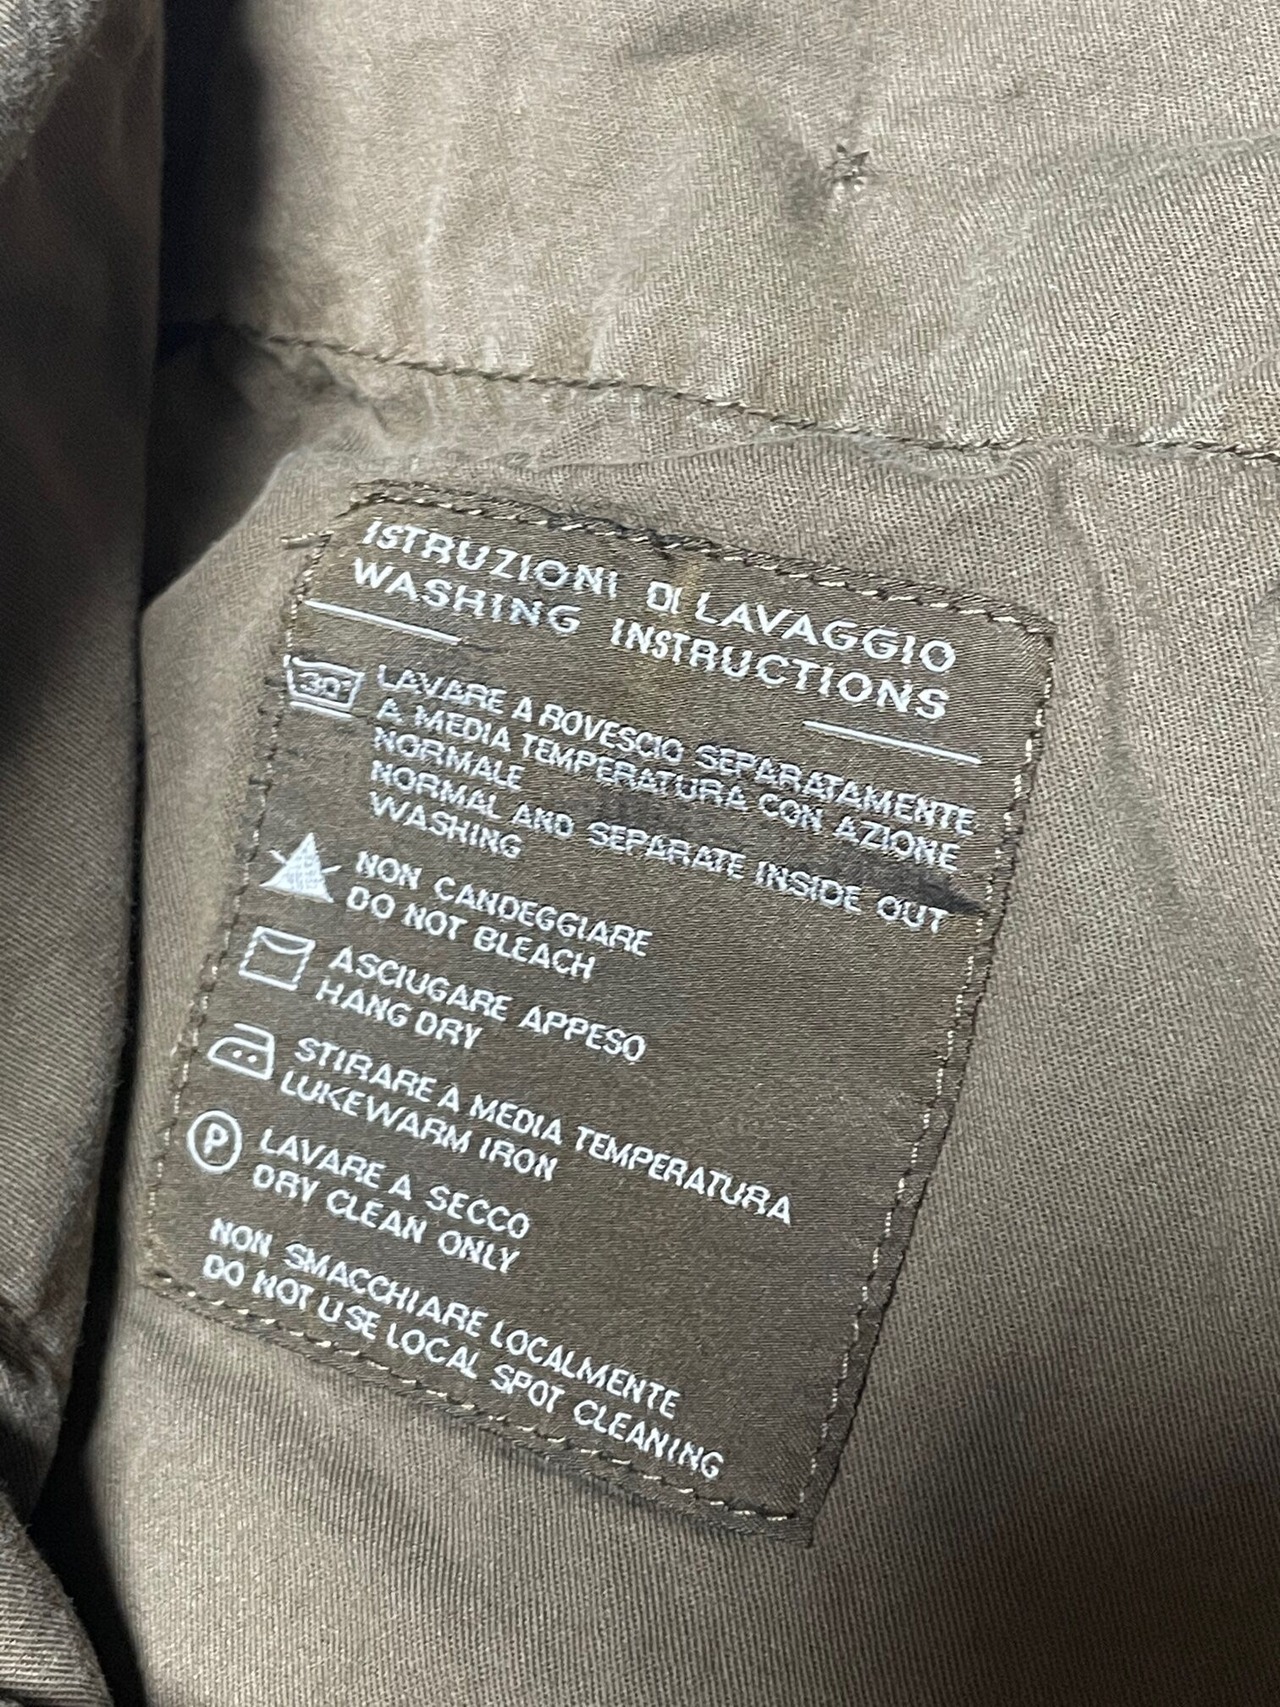 ISTRUZIONI DI LAVAGGIO
WASHING INSTRUCTIONS
30°
LAVARE A ROVESCIO SEPARATAMENTE
A MEDIA TEMPERATURA CON AZIONE
NORMALE
NORMAL AND SEPARATE INSIDE OUT
WASHING
NON CANDEGGIARE
DO NOT BLEACH
ASCIUGARE APPESO
HANG DRY
STIRARE A MEDIA TEMPERATURA
LUKEWARM IRON
P
LAVARE A SECCO
DRY CLEAN ONLY
NON SMACCHIARE LOCALMENTE
DO NOT USE LOCAL SPOT CLEANING